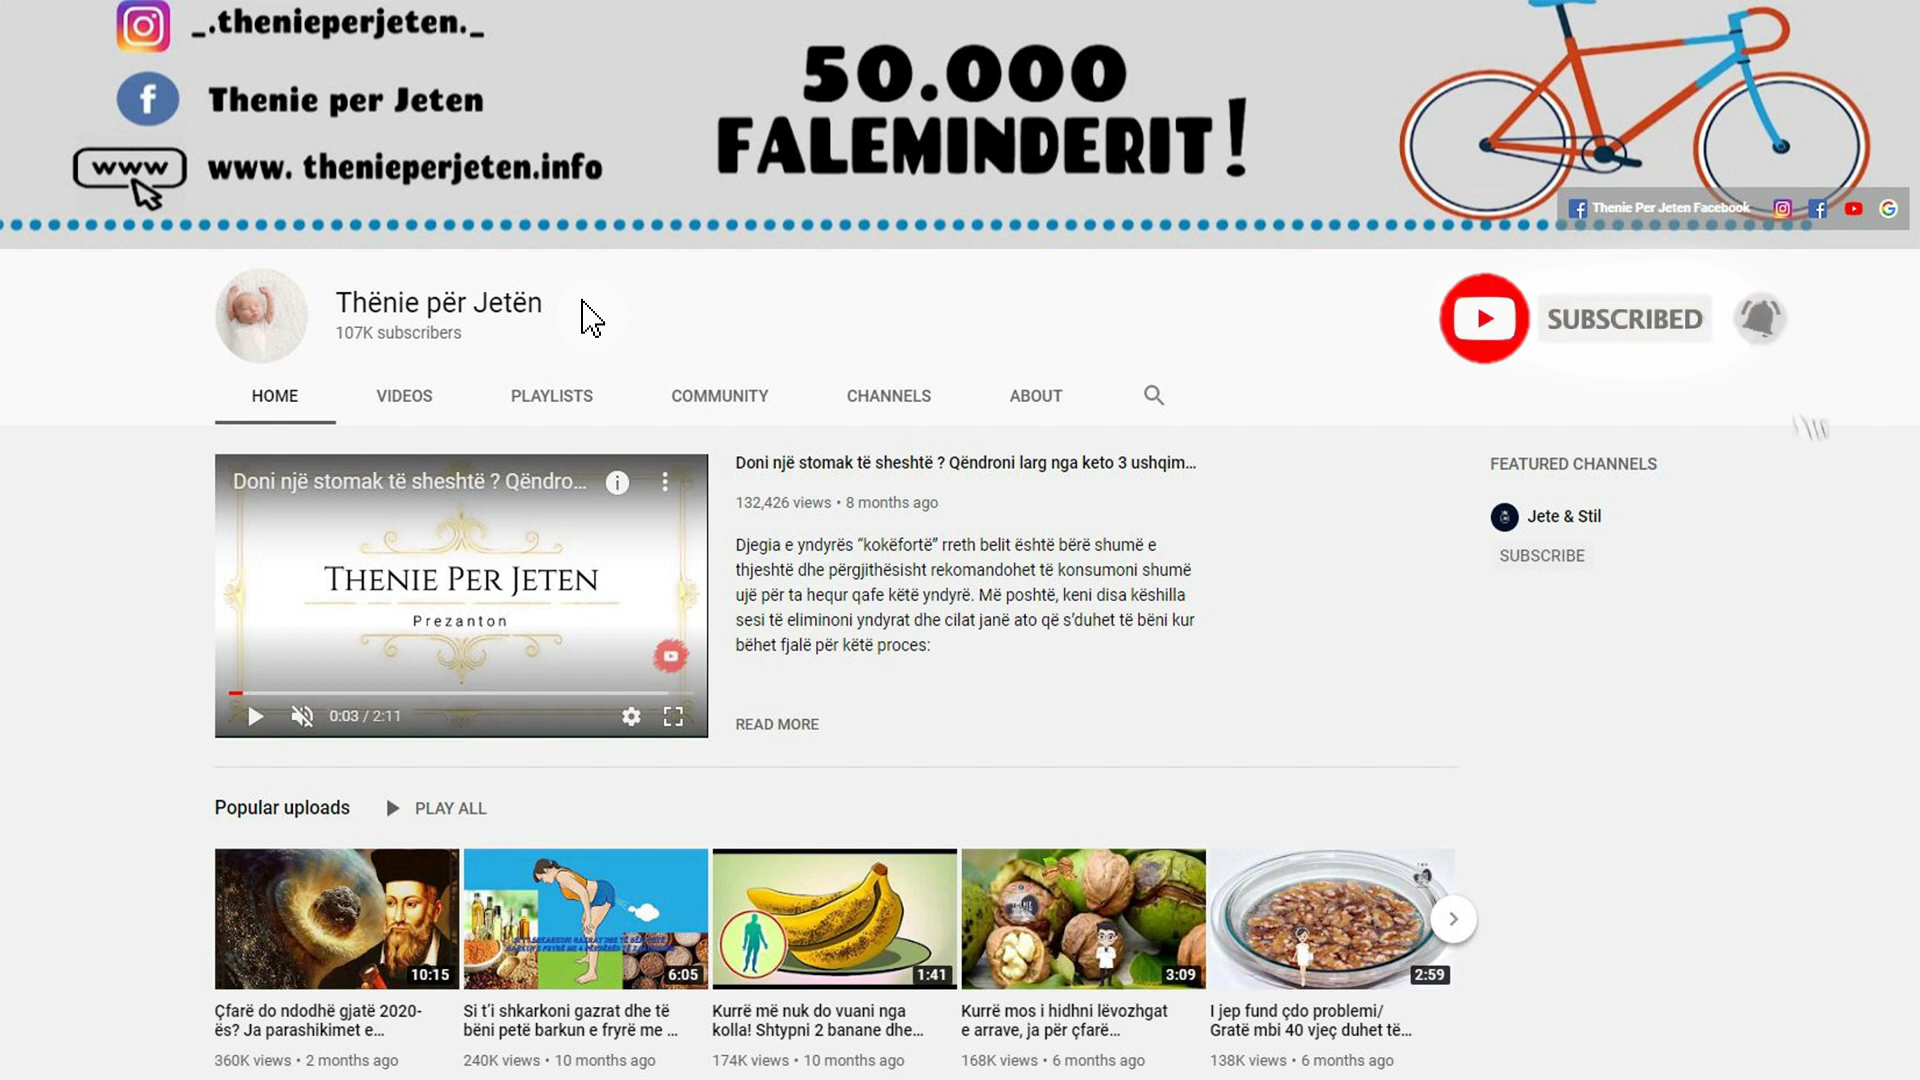 _.thenieperjeten._
Thenie per Jeten
www
www. thenieperjeten.info
50.000
FALEMINDERIT!
Thenie Per Jeten Facebook
Thënie për Jetën
107K subscribers
SUBSCRIBED
HOME
VIDEOS
PLAYLISTS
COMMUNITY
CHANNELS
ABOUT
Doni një stomak të sheshtë ? Qëndro...
THENIE PER JETEN
Prezanton
0:03 / 2:11
Doni një stomak të sheshtë ? Qëndroni larg nga keto 3 ushqim...
132,426 views • 8 months ago
Djegia e yndyrës “kokëfortë” rreth belit është bërë shumë e
thjeshtë dhe përgjithësisht rekomandohet të konsumoni shumë
ujë për ta hequr qafe këtë yndyrë. Më poshtë, keni disa këshilla
sesi të eliminoni yndyrat dhe cilat janë ato që s’duhet të bëni kur
bëhet fjalë për këtë proces:
READ MORE
FEATURED CHANNELS
Jete & Stil
SUBSCRIBE
Popular uploads
PLAY ALL
10:15
6:05
1:41
3:09
2:59
Çfarë do ndodhë gjatë 2020-
ës? Ja parashikimet e...
360K views • 2 months ago
Si t’i shkarkoni gazrat dhe të
bëni petë barkun e fryrë me ...
240K views • 10 months ago
Kurrë më nuk do vuani nga
kolla! Shtypni 2 banane dhe...
174K views • 10 months ago
Kurrë mos i hidhni lëvozhgat
e arrave, ja për çfarë...
168K views • 6 months ago
I jep fund çdo problemi/
Gratë mbi 40 vjeç duhet të...
138K views • 6 months ago